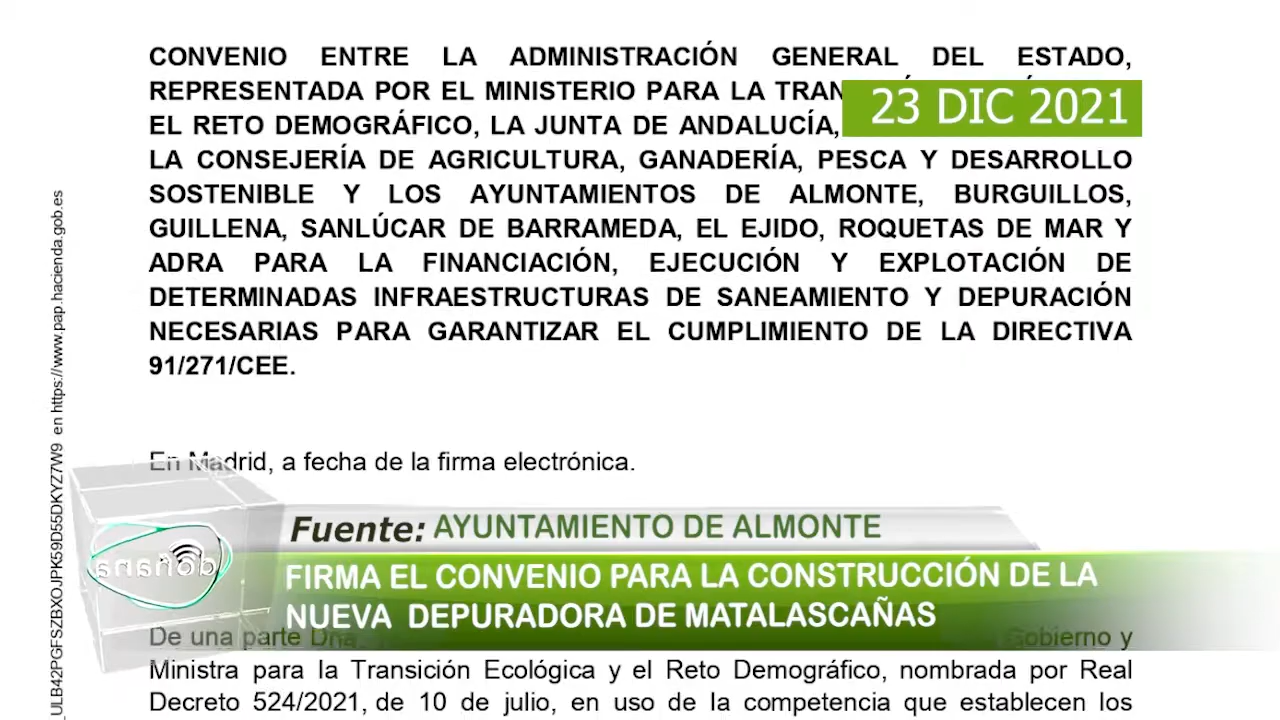 CONVENIO ENTRE LA ADMINISTRACIÓN GENERAL DEL ESTADO,
REPRESENTADA POR EL MINISTERIO PARA LA TRAN
23 DIC 2021
EL RETO DEMOGRÁFICO, LA JUNTA DE ANDALUCÍA,
LA CONSEJERÍA DE AGRICULTURA, GANADERÍA, PESCA Y DESARROLLO
SOSTENIBLE Y LOS AYUNTAMIENTOS DE ALMONTE, BURGUILLOS,
GUILLENA, SANLÚCAR DE BARRAMEDA, EL EJIDO, ROQUETAS DE MAR Y
ADRA PARA LA FINANCIACIÓN, EJECUCIÓN Y EXPLOTACIÓN DE
DETERMINADAS INFRAESTRUCTURAS DE SANEAMIENTO Y DEPURACIÓN
NECESARIAS PARA GARANTIZAR EL CUMPLIMIENTO DE LA DIRECTIVA
91/271/CEE.
En Madrid, a fecha de la firma electrónica.
Fuente: AYUNTAMIENTO DE ALMONTE
FIRMA EL CONVENIO PARA LA CONSTRUCCIÓN DE LA
NUEVA DEPURADORA DE MATALASCAÑAS
doñana
De una parte Dña Gobierno y
Ministra para la Transición Ecológica y el Reto Demográfico, nombrada por Real
Decreto 524/2021, de 10 de julio, en uso de la competencia que establecen los
_ULB42PGFSZBXOJPK59D55DKYZ7W9 en https://www.pap.hacienda.gob.es